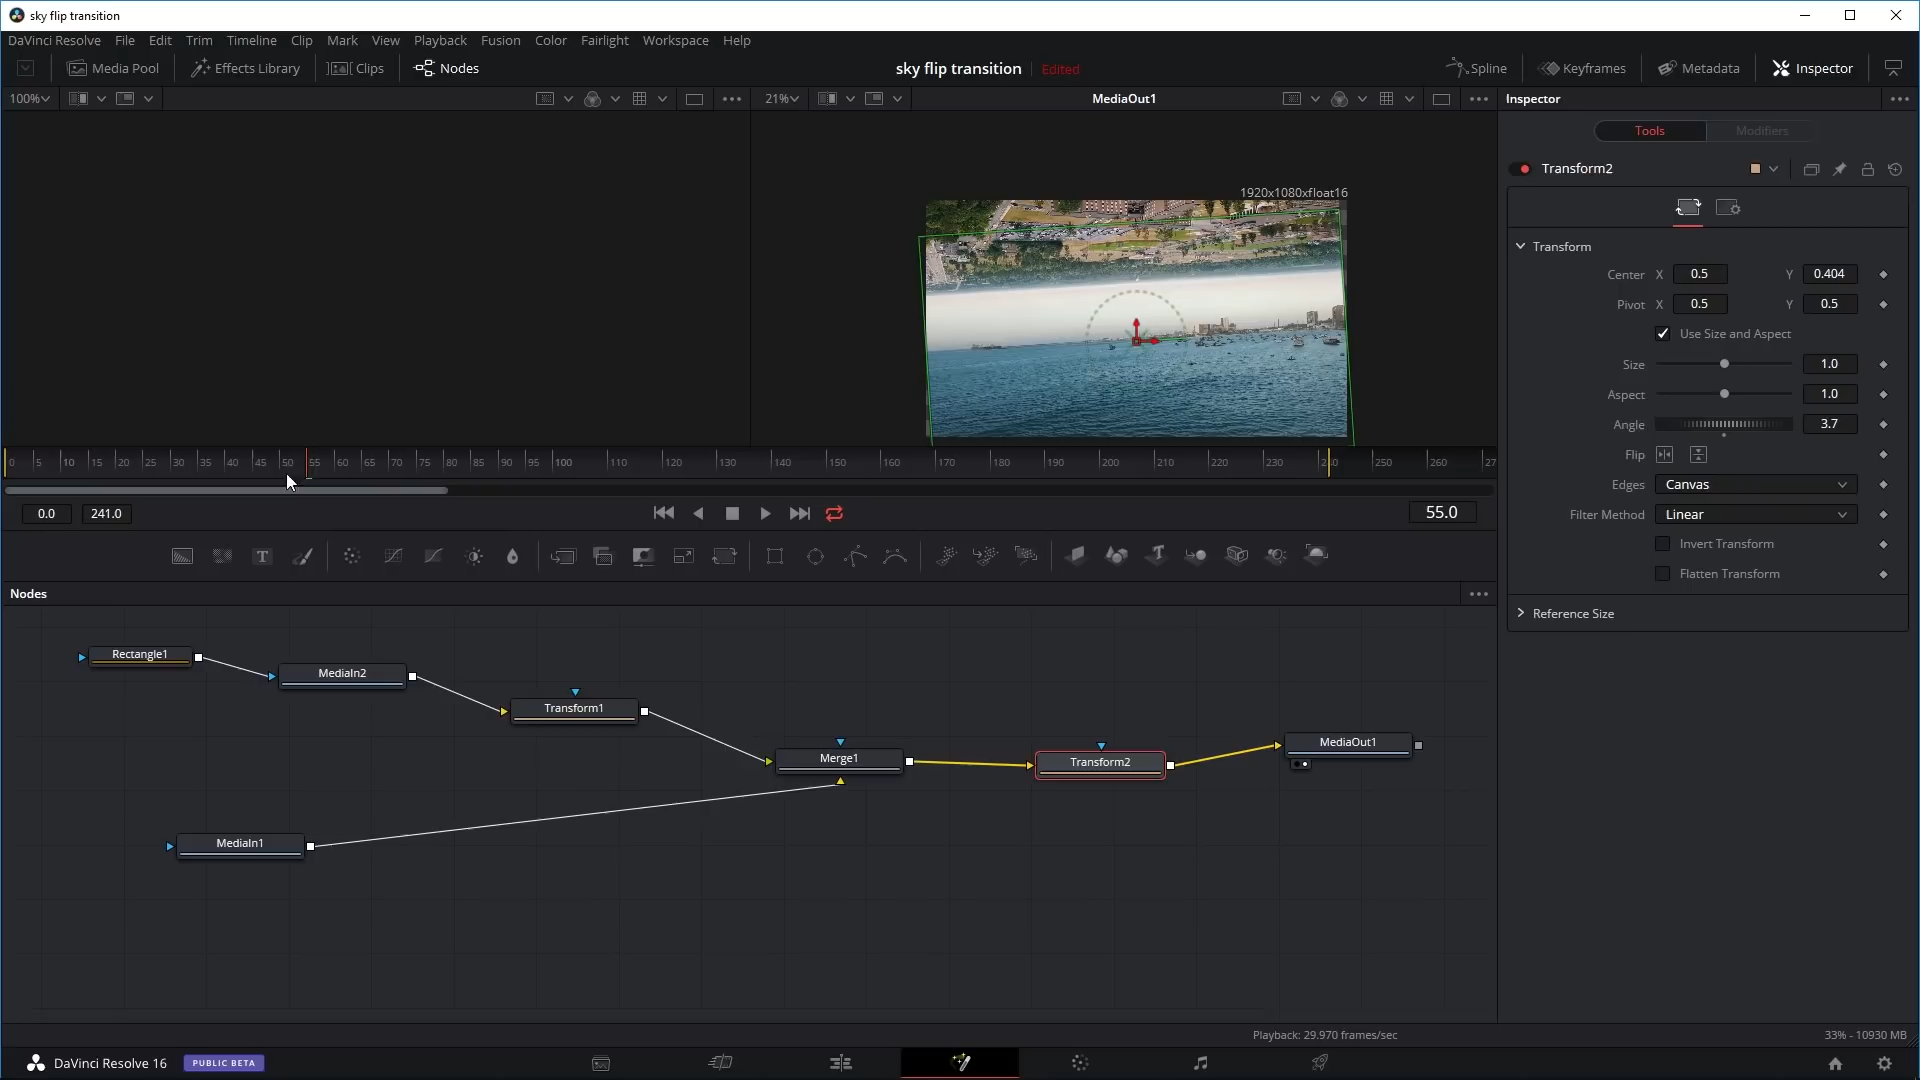 sky flip transition
DaVinci Resolve File Edit Trim Timeline Clip Mark View Playback Fusion Color Fairlight Workspace Help
Media Pool Effects Library Clips Nodes sky flip transition Edited Spline Keyframes Metadata Inspector
100% 21% MediaOut1 Inspector
Tools Modifiers
Transform2
1920x1080xfloat16
Transform
Center X 0.5 Y 0.404
Pivot X 0.5 Y 0.5
Use Size and Aspect
Size 1.0
Aspect 1.0
Angle 3.7
Flip
0 5 10 15 20 25 30 35 40 45 50 55 60 65 70 75 80 85 90 95 100 110 120 130 140 150 160 170 180 190 200 210 220 230 240 250 260 27
Edges Canvas
0.0 241.0 55.0
Filter Method Linear
Invert Transform
Flatten Transform
Nodes
Reference Size
Rectangle1
MediaIn2
Transform1
MediaOut1
Merge1
Transform2
MediaIn1
Playback: 29.970 frames/sec 33% - 10930 MB
DaVinci Resolve 16 PUBLIC BETA